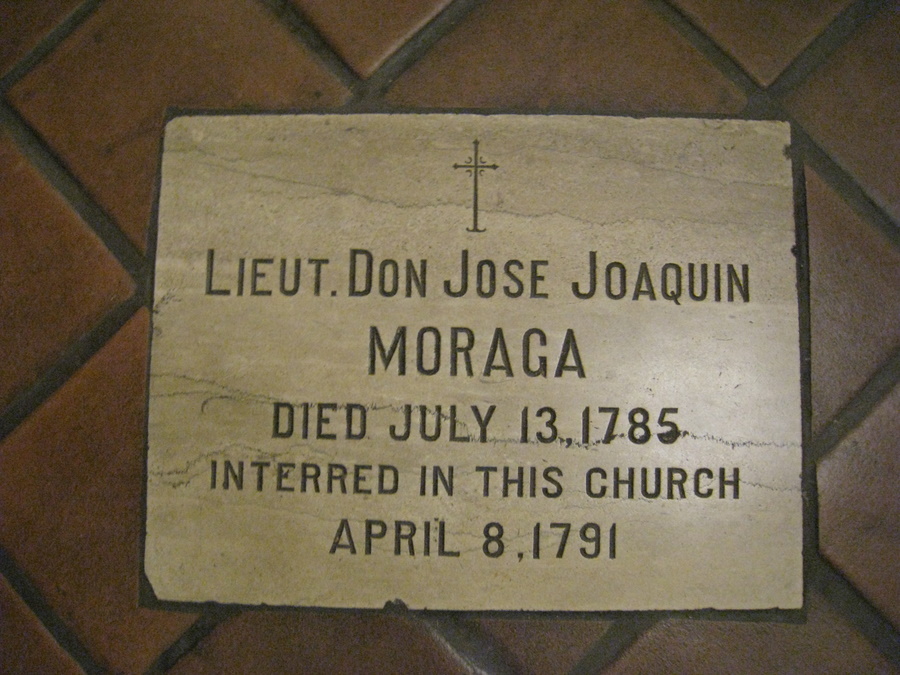 LIEUT. DON JOSE JOAQUIN
MORAGA
DIED JULY 13, 1785
INTERRED IN THIS CHURCH
APRIL 8, 1791